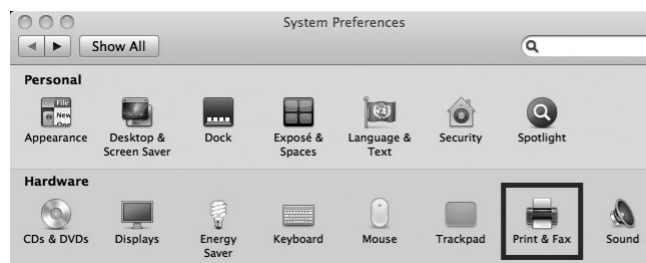 System Preferences
Show All
Personal
File
New
Appearance
Desktop &
Screen Saver
Dock
Exposé &
Spaces
Language &
Text
Security
Spotlight
Hardware
CDs & DVDs
Displays
Energy
Saver
Keyboard
Mouse
Trackpad
Print & Fax
Sound